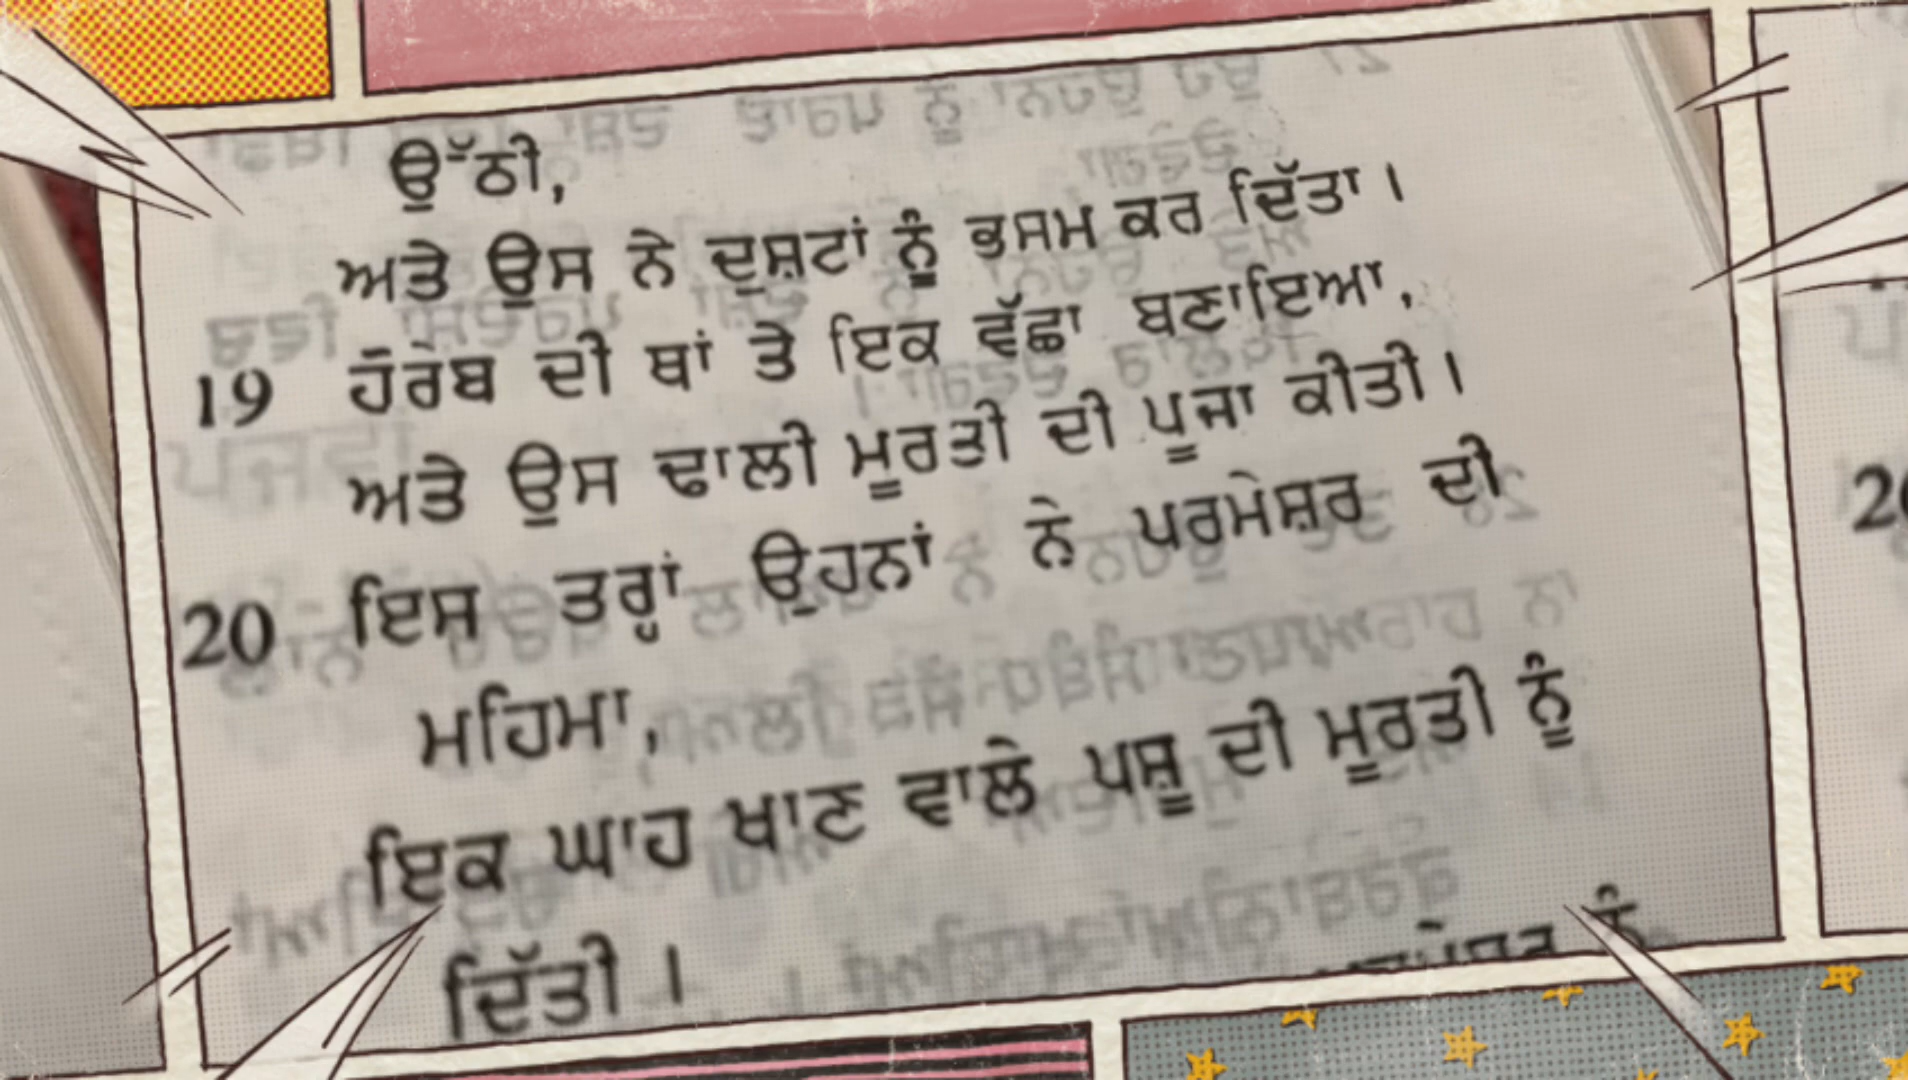 ਉੱਠੀ,
ਅਤੇ ਉਸ ਨੇ ਦੁਸ਼ਟਾਂ ਨੂੰ ਭਸਮ ਕਰ ਦਿੱਤਾ ।
19 ਹੋਰੇਬ ਦੀ ਥਾਂ ਤੇ ਇਕ ਵੱਛਾ ਬਣਾਇਆ,
ਅਤੇ ਉਸ ਢਾਲੀ ਮੂਰਤੀ ਦੀ ਪੂਜਾ ਕੀਤੀ ।
20 ਇਸ ਤਰ੍ਹਾਂ ਉਹਨਾਂ ਨੇ ਪਰਮੇਸ਼ਰ ਦੀ
ਮਹਿਮਾ,
ਇਕ ਘਾਹ ਖਾਣ ਵਾਲੇ ਪਸ਼ੂ ਦੀ ਮੂਰਤੀ ਨੂੰ
ਦਿੱਤੀ ।